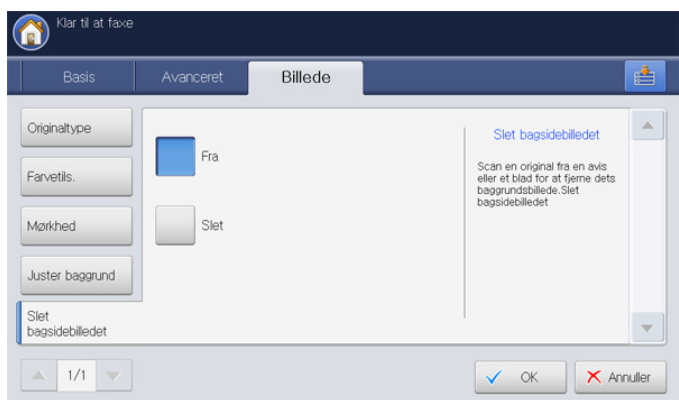 Klar til at faxe
Basis
Avanceret
Billede
Originaltype
Farvetils.
Mørkhed
Juster baggrund
Slet
bagsidebilledet
Fra
Slet
Slet bagsidebilledet
Scan en original fra en avis
eller et blad for at fjerne dets
baggrundsbillede.Slet
bagsidebilledet
1/1
OK
Annuller